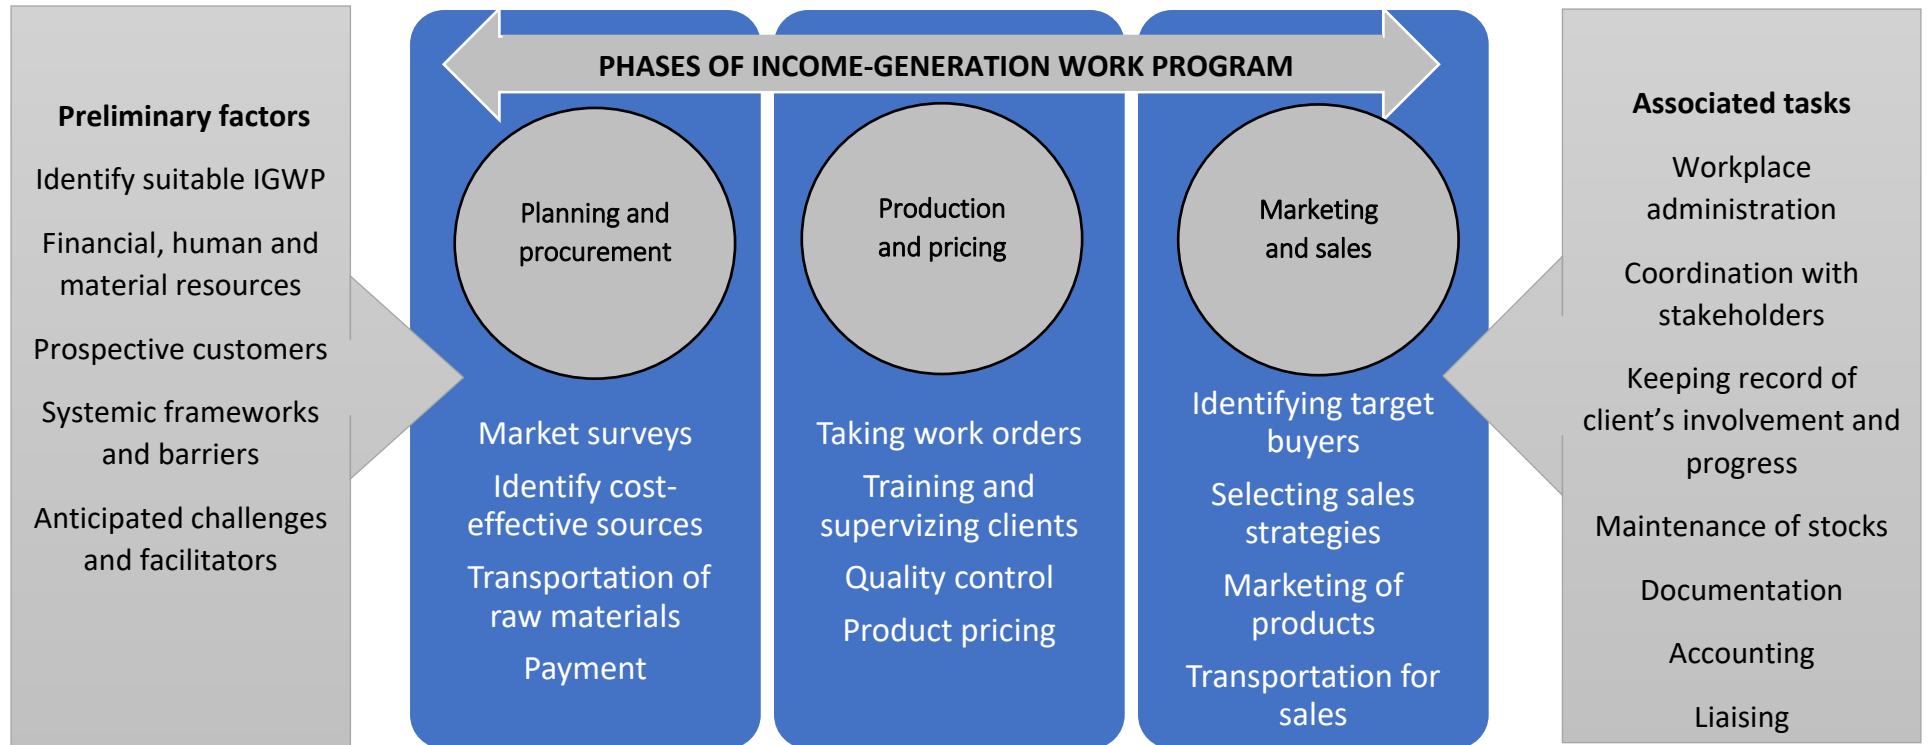 Preliminary factors
Identify suitable IGWP
Financial, human and
material resources
Prospective customers
Systemic frameworks
and barriers
Anticipated challenges
and facilitators
PHASES OF INCOME-GENERATION WORK PROGRAM
Planning and
procurement
Market surveys
Identify cost-
effective sources
Transportation of
raw materials
Payment
Production
and pricing
Taking work orders
Training and
supervizing clients
Quality control
Product pricing
Marketing
and sales
Identifying target
buyers
Selecting sales
strategies
Marketing of
products
Transportation for
sales
Associated tasks
Workplace
administration
Coordination with
stakeholders
Keeping record of
client’s involvement and
progress
Maintenance of stocks
Documentation
Accounting
Liaising